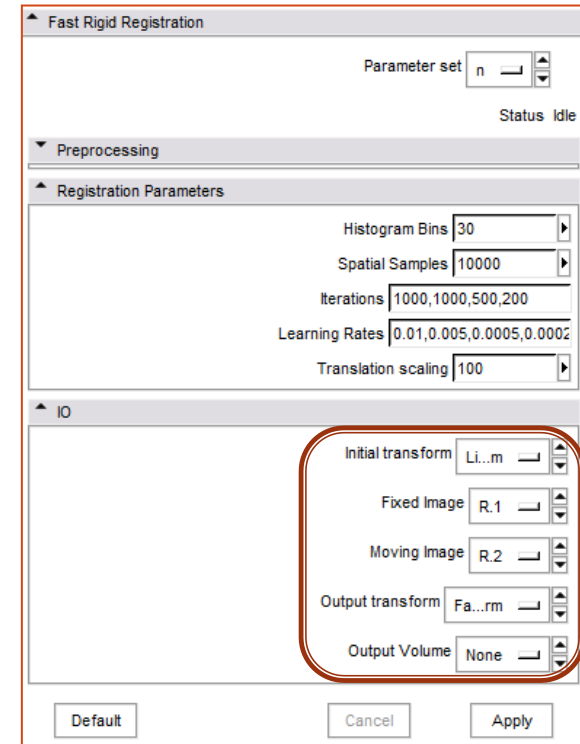 Fast Rigid Registration
Parameter set n
Status Idle
Preprocessing
Registration Parameters
Histogram Bins 30
Spatial Samples 10000
Iterations 1000,1000,500,200
Learning Rates 0.01,0.005,0.0005,0.0002
Translation scaling 100
IO
Initial transform Li...m
Fixed Image R.1
Moving Image R.2
Output transform Fa...rm
Output Volume None
Default Cancel Apply